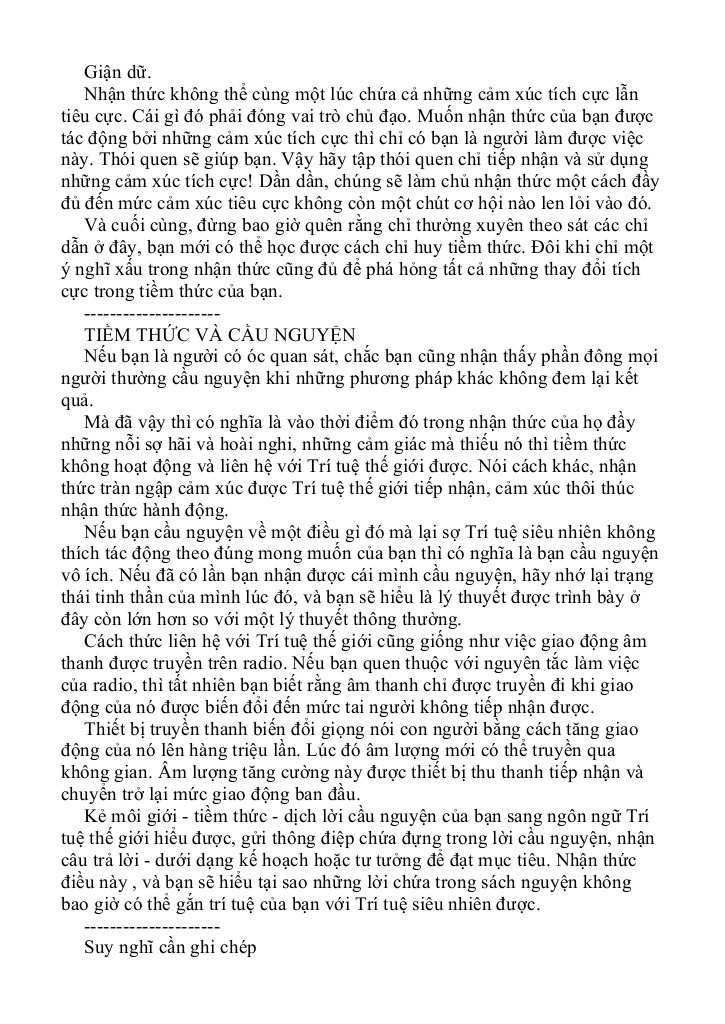 Giận dữ.
Nhận thức không thể cùng một lúc chứa cả những cảm xúc tích cực lẫn
tiêu cực. Cái gì đó phải đóng vai trò chủ đạo. Muốn nhận thức của bạn được
tác động bởi những cảm xúc tích cực thì chỉ có bạn là người làm được việc
này. Thói quen sẽ giúp bạn. Vậy hãy tập thói quen chỉ tiếp nhận và sử dụng
những cảm xúc tích cực! Dần dần, chúng sẽ làm chủ nhận thức một cách đầy
đủ đến mức cảm xúc tiêu cực không còn một chút cơ hội nào len lỏi vào đó.
Và cuối cùng, đừng bao giờ quên rằng chỉ thường xuyên theo sát các chỉ
dẫn ở đây, bạn mới có thể học được cách chỉ huy tiềm thức. Đôi khi chỉ một
ý nghĩ xấu trong nhận thức cũng đủ để phá hỏng tất cả những thay đổi tích
cực trong tiềm thức của bạn.
---------------------
TIỀM THỨC VÀ CẦU NGUYỆN
Nếu bạn là người có óc quan sát, chắc bạn cũng nhận thấy phần đông mọi
người thường cầu nguyện khi những phương pháp khác không đem lại kết
quả.
Mà đã vậy thì có nghĩa là vào thời điểm đó trong nhận thức của họ đầy
những nỗi sợ hãi và hoài nghi, những cảm giác mà thiếu nó thì tiềm thức
không hoạt động và liên hệ với Trí tuệ thế giới được. Nói cách khác, nhận
thức tràn ngập cảm xúc được Trí tuệ thế giới tiếp nhận, cảm xúc thôi thúc
nhận thức hành động.
Nếu bạn cầu nguyện về một điều gì đó mà lại sợ Trí tuệ siêu nhiên không
thích tác động theo đúng mong muốn của bạn thì có nghĩa là bạn cầu nguyện
vô ích. Nếu đã có lần bạn nhận được cái mình cầu nguyện, hãy nhớ lại trạng
thái tinh thần của mình lúc đó, và bạn sẽ hiểu là lý thuyết được trình bày ở
đây còn lớn hơn so với một lý thuyết thông thường.
Cách thức liên hệ với Trí tuệ thế giới cũng giống như việc giao động âm
thanh được truyền trên radio. Nếu bạn quen thuộc với nguyên tắc làm việc
của radio, thì tất nhiên bạn biết rằng âm thanh chỉ được truyền đi khi giao
động của nó được biến đổi đến mức tai người không tiếp nhận được.
Thiết bị truyền thanh biến đổi giọng nói con người bằng cách tăng giao
động của nó lên hàng triệu lần. Lúc đó âm lượng mới có thể truyền qua
không gian. Âm lượng tăng cường này được thiết bị thu thanh tiếp nhận và
chuyển trở lại mức giao động ban đầu.
Kẻ môi giới - tiềm thức - dịch lời cầu nguyện của bạn sang ngôn ngữ Trí
tuệ thế giới hiểu được, gửi thông điệp chứa đựng trong lời cầu nguyện, nhận
câu trả lời - dưới dạng kế hoạch hoặc tư tưởng để đạt mục tiêu. Nhận thức
điều này , và bạn sẽ hiểu tại sao những lời chứa trong sách nguyện không
bao giờ có thể gắn trí tuệ của bạn với Trí tuệ siêu nhiên được.
---------------------
Suy nghĩ cần ghi chép